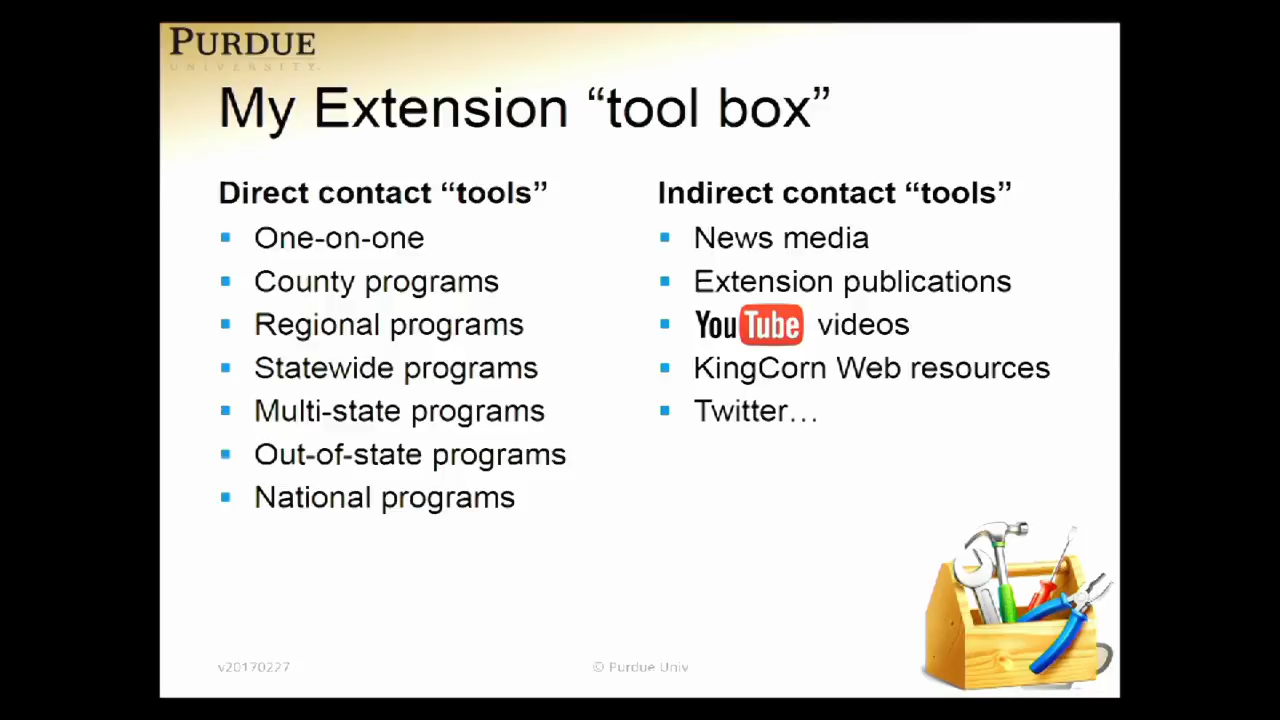 PURDUE
UNIVERSITY
My Extension “tool box”
Direct contact “tools”
One-on-one
County programs
Regional programs
Statewide programs
Multi-state programs
Out-of-state programs
National programs
Indirect contact “tools”
News media
Extension publications
YouTube videos
KingCorn Web resources
Twitter…
v20170227
© Purdue Univ